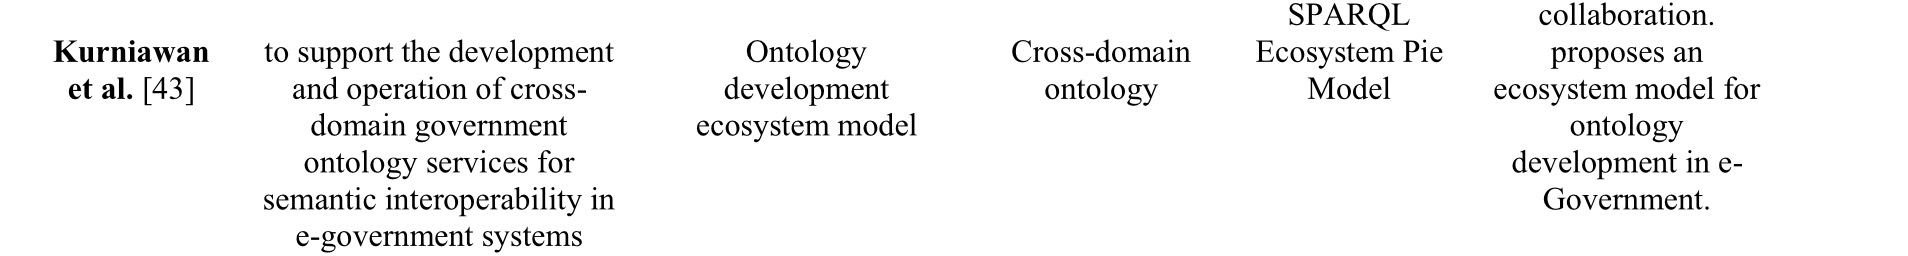 SPARQL
collaboration.
Kurniawan
et al. [43]
to support the development
and operation of cross-
domain government
ontology services for
semantic interoperability in
e-government systems
Ontology
development
ecosystem model
Cross-domain
ontology
Ecosystem Pie
Model
proposes an
ecosystem model for
ontology
development in e-
Government.